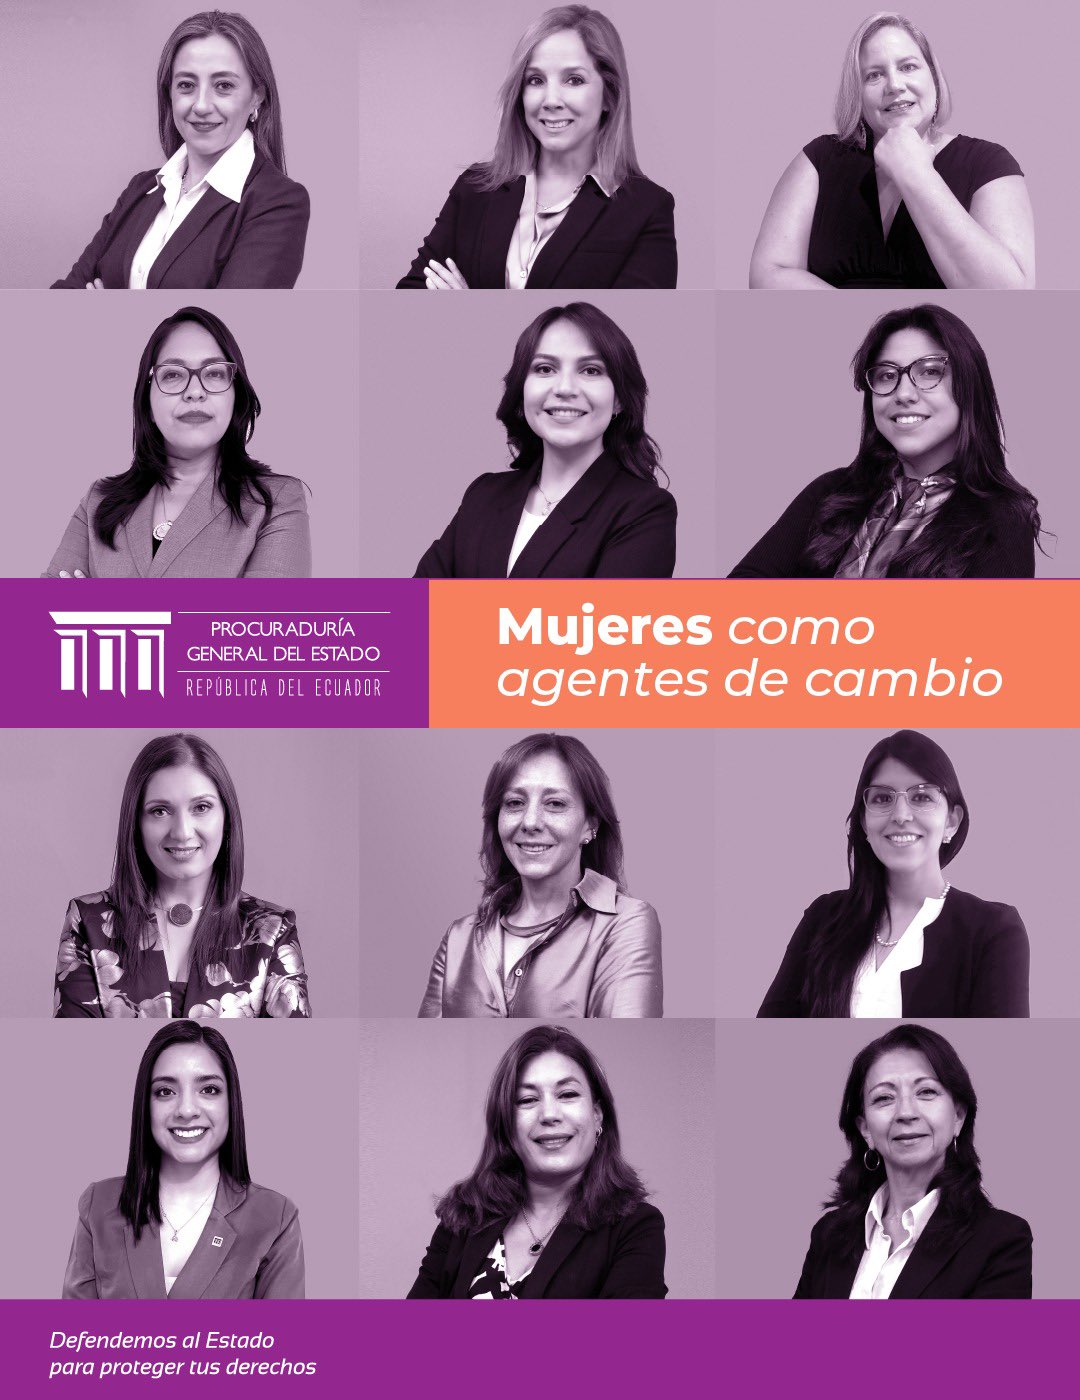 PROCURADURÍA
GENERAL DEL ESTADO
REPÚBLICA DEL ECUADOR
Mujeres como
agentes de cambio
Defendemos al Estado
para proteger tus derechos